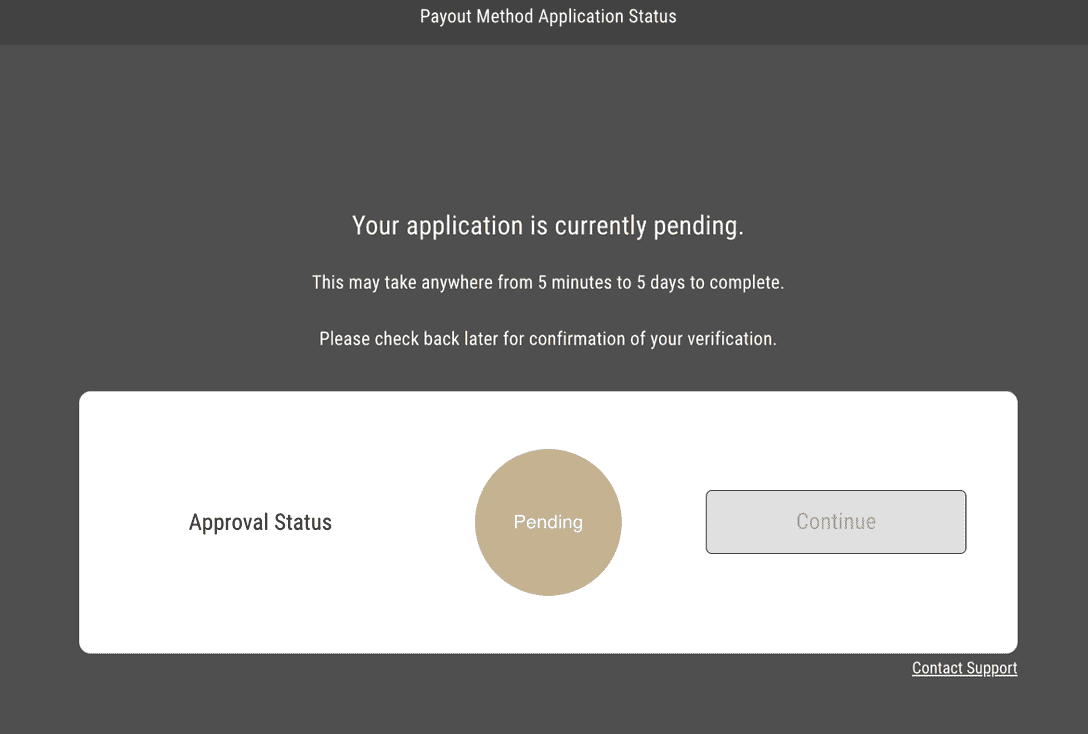 Payout Method Application Status
Your application is currently pending.
This may take anywhere from 5 minutes to 5 days to complete.
Please check back later for confirmation of your verification.
Approval Status
Pending
Continue
Contact Support